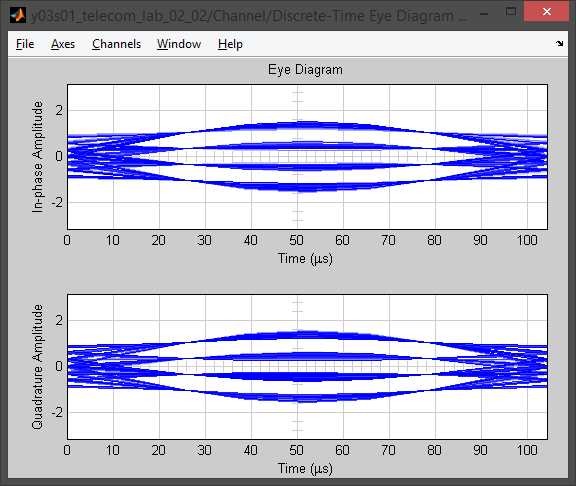 y03s01_telecom_lab_02_02/Channel/Discrete-Time Eye Diagram ...
File Axes Channels Window Help
Eye Diagram
In-phase Amplitude
2
0
-2
0 10 20 30 40 50 60 70 80 90 100
Time (µs)
Quadrature Amplitude
2
0
-2
0 10 20 30 40 50 60 70 80 90 100
Time (µs)